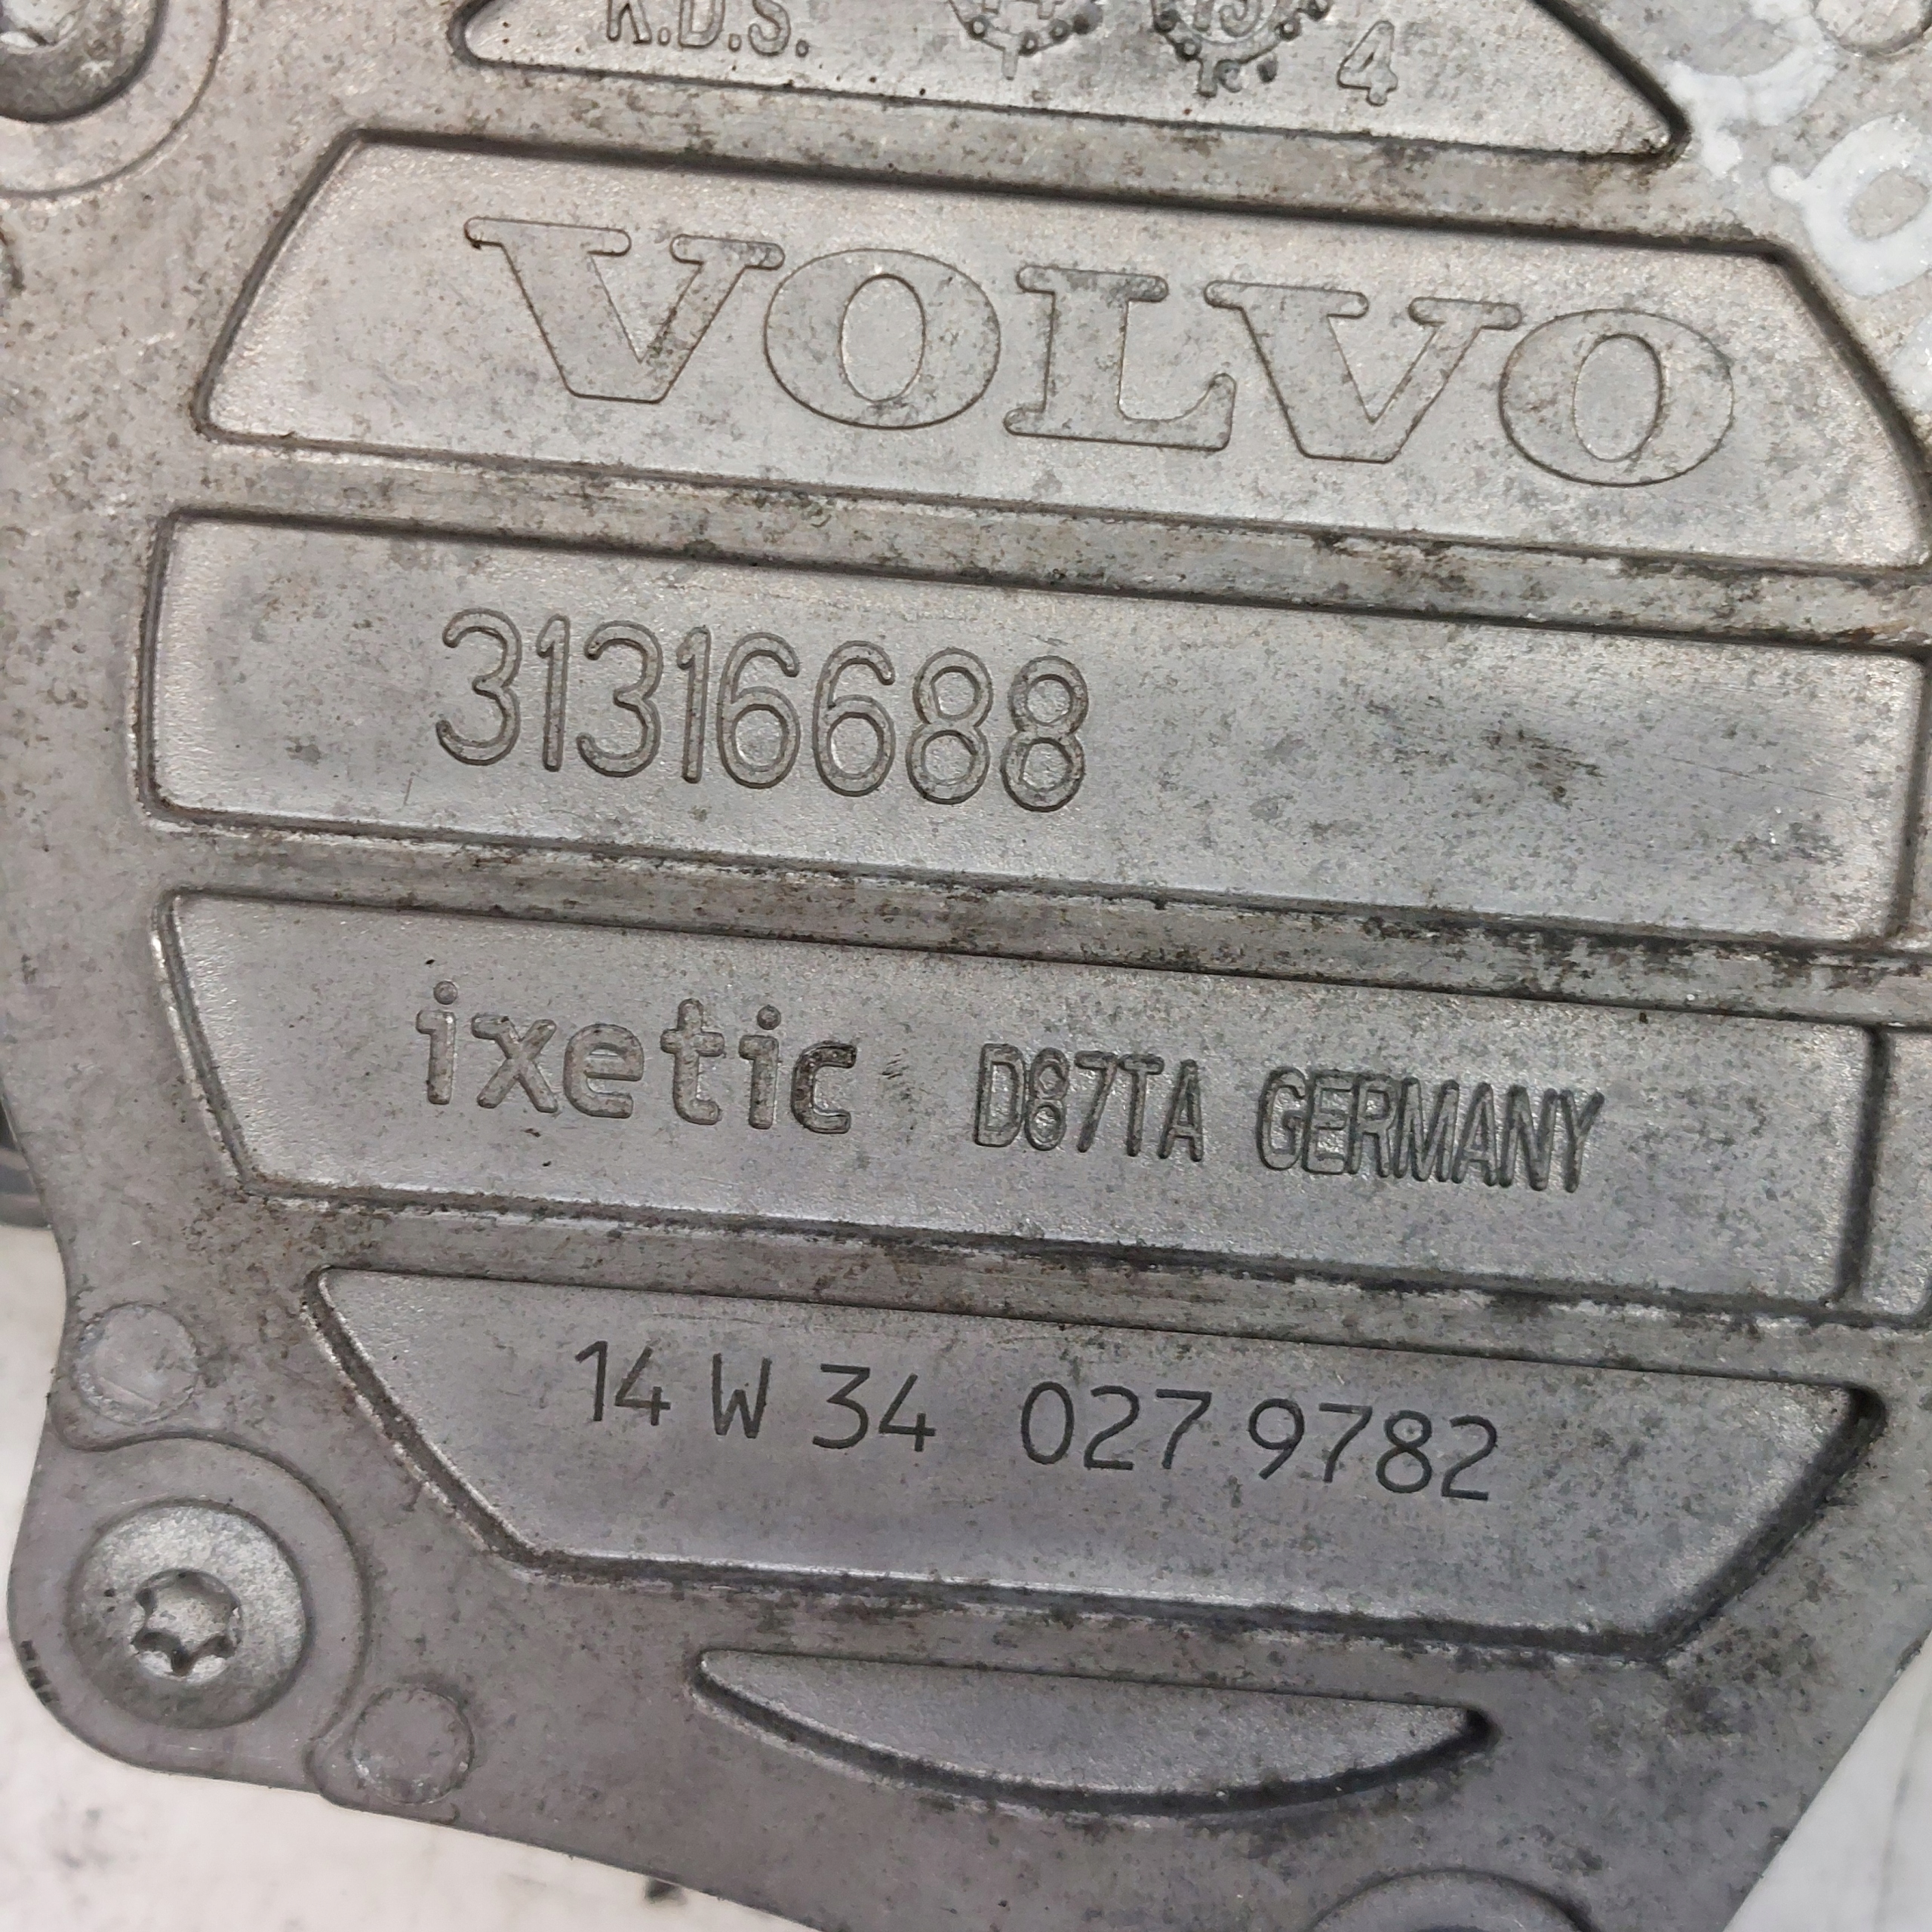 K.D.S. 4
VOLVO
31316688
ixetic D87TA GERMANY
14 W 34 027 9782